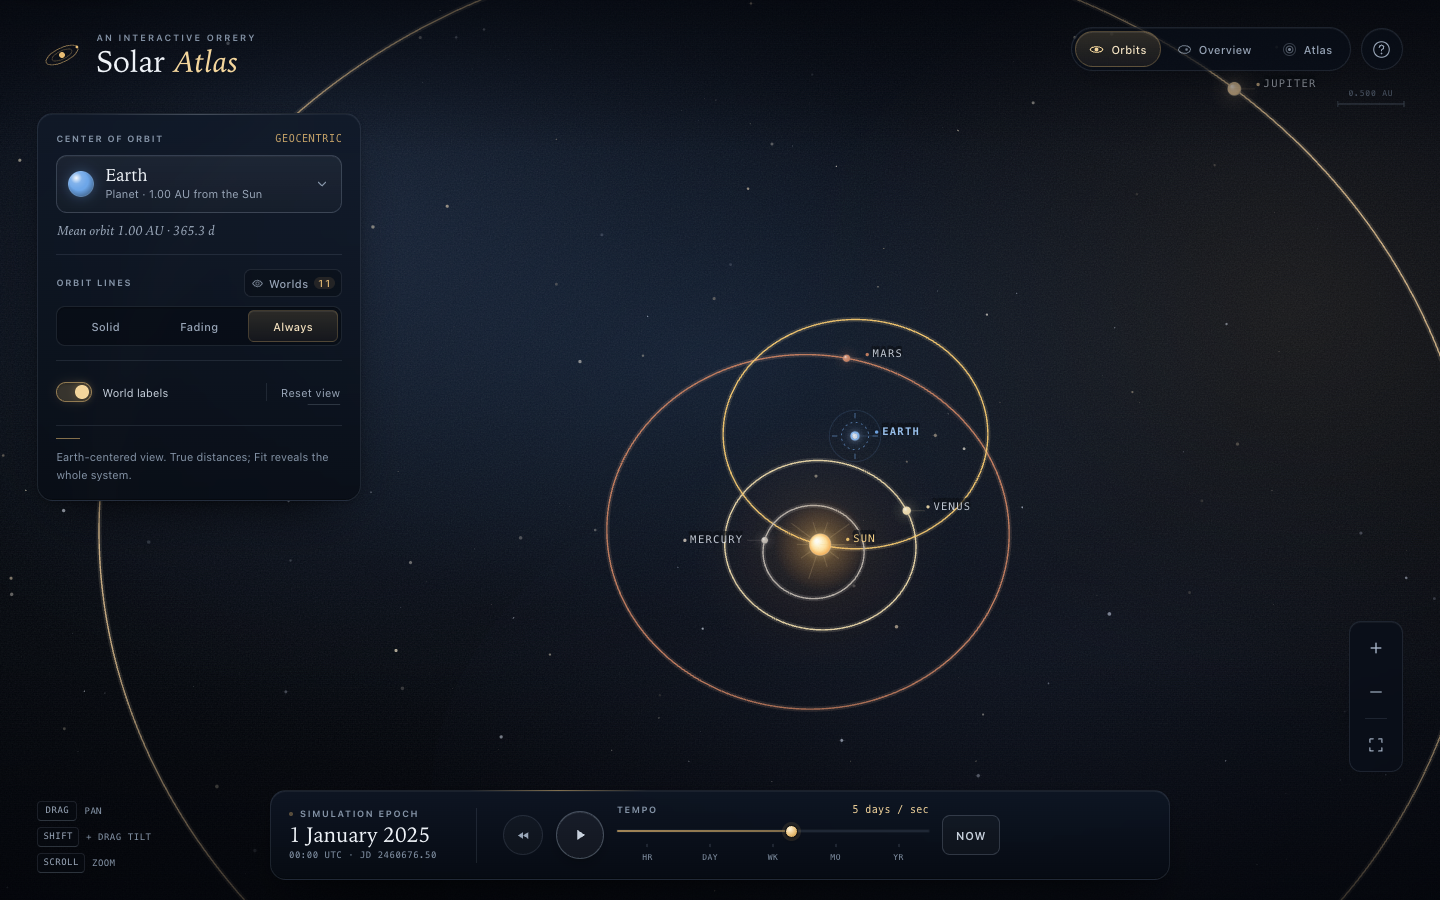 AN INTERACTIVE ORRERY
Solar Atlas
Orbits
Overview
Atlas
JUPITER
0.500 AU
CENTER OF ORBIT
GEOCENTRIC
Earth
Planet · 1.00 AU from the Sun
Mean orbit 1.00 AU · 365.3 d
ORBIT LINES
Worlds 11
Solid
Fading
Always
World labels
Reset view
Earth-centered view. True distances; Fit reveals the
whole system.
MARS
EARTH
VENUS
MERCURY
SUN
DRAG PAN
SHIFT + DRAG TILT
SCROLL ZOOM
SIMULATION EPOCH
1 January 2025
00:00 UTC · JD 2460676.50
TEMPO
5 days / sec
HR
DAY
WK
MO
YR
NOW